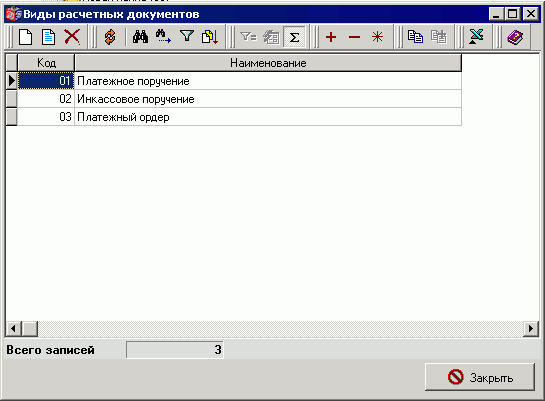 Виды расчетных документов
Код Наименование
01 Платежное поручение
02 Инкассовое поручение
03 Платежный ордер
Всего записей 3
Закрыть